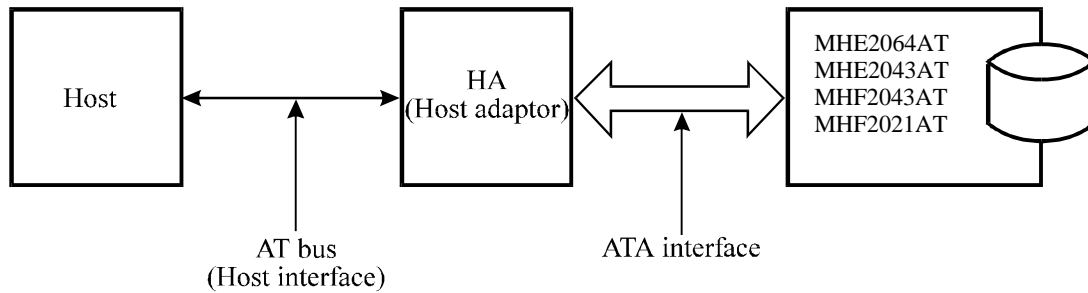 Host
HA
(Host adaptor)
MHE2064AT
MHE2043AT
MHF2043AT
MHF2021AT
AT bus
(Host interface)
ATA interface